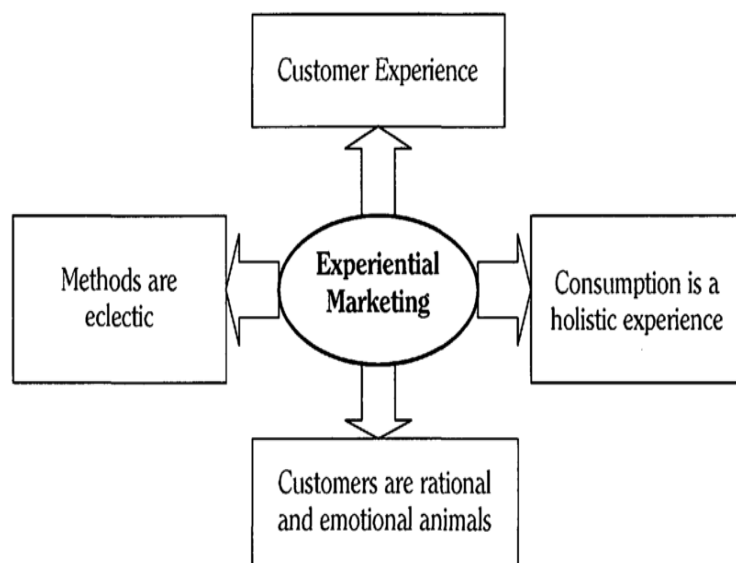 Customer Experience
Methods are
eclectic
Experiential
Marketing
Consumption is a
holistic experience
Customers are rational
and emotional animals